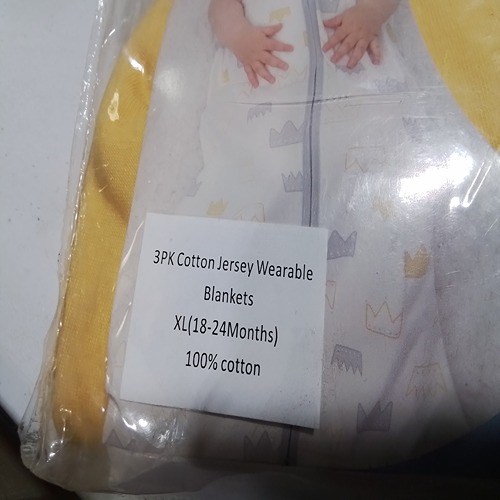 3PK Cotton Jersey Wearable
Blankets
XL(18-24Months)
100% cotton